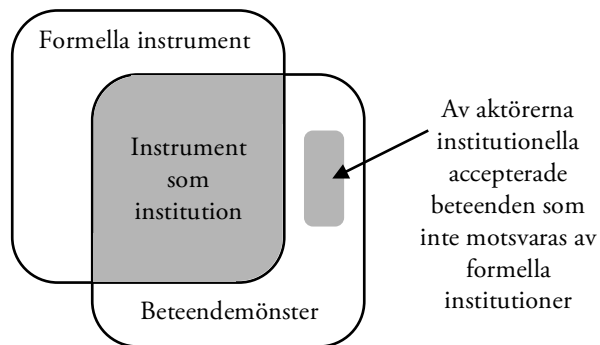 Formella instrument
Instrument
som
institution
Av aktörerna
institutionella
accepterade
beteenden som
inte motsvaras av
formella
institutioner
Beteendemönster